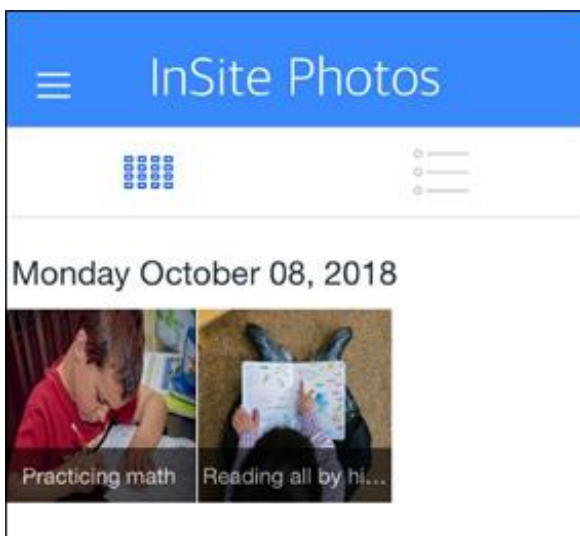 InSite Photos
Monday October 08, 2018
Practicing math
Reading all by hi...